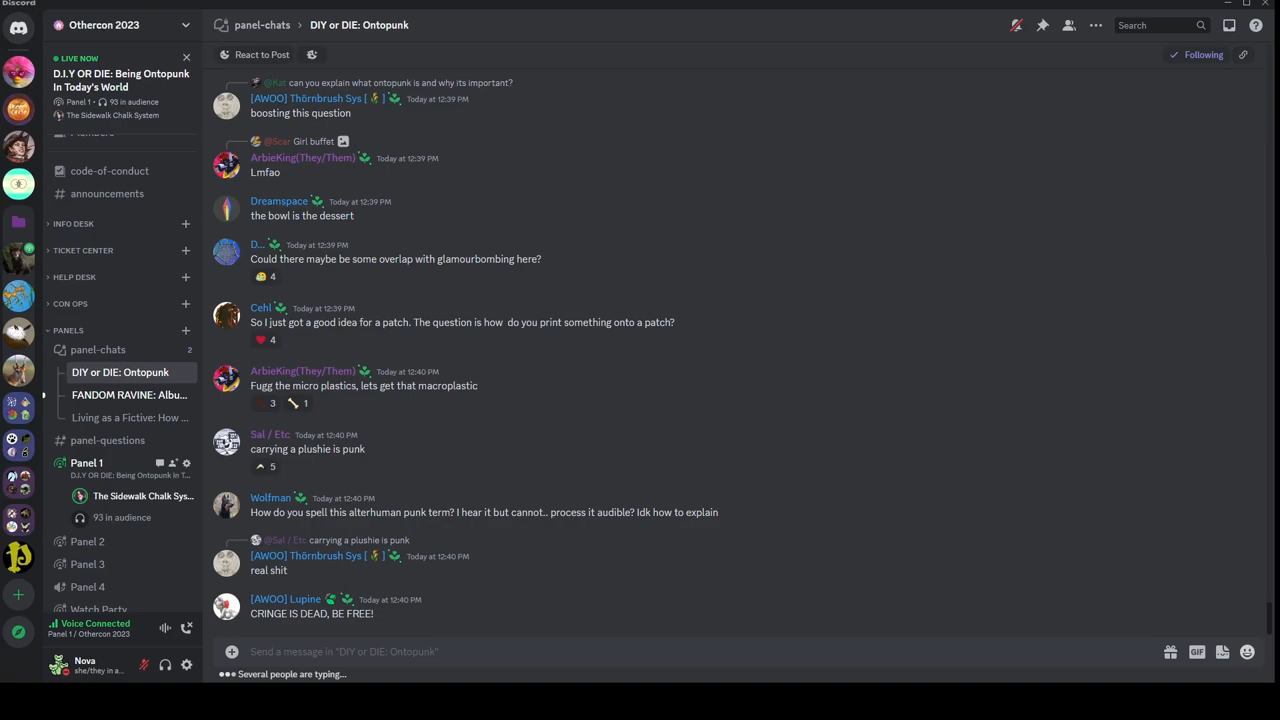 Discord
Othercon 2023
panel-chats › DIY or DIE: Ontopunk
Search
LIVE NOW
D.I.Y OR DIE: Being Ontopunk
In Today's World
Panel 1 • 93 in audience
The Sidewalk Chalk System
code-of-conduct
announcements
INFO DESK
TICKET CENTER
HELP DESK
CON OPS
PANELS
panel-chats 2
DIY or DIE: Ontopunk
FANDOM RAVINE: Albu...
Living as a Fictive: How ...
panel-questions
Panel 1
D.I.Y OR DIE: Being Ontopunk In T...
The Sidewalk Chalk Sys...
93 in audience
Panel 2
Panel 3
Panel 4
Watch Party
Voice Connected
Panel 1 / Othercon 2023
Nova
she/they in a...
React to Post
Following
@Kat can you explain what ontopunk is and why its important?
[AWOO] Thörnbrush Sys [ ] Today at 12:39 PM
boosting this question
@Scar Girl buffet
ArbieKing(They/Them) Today at 12:39 PM
Lmfao
Dreamspace Today at 12:39 PM
the bowl is the dessert
D... Today at 12:39 PM
Could there maybe be some overlap with glamourbombing here?
4
Cehl Today at 12:39 PM
So I just got a good idea for a patch. The question is how do you print something onto a patch?
4
ArbieKing(They/Them) Today at 12:40 PM
Fugg the micro plastics, lets get that macroplastic
3 1
Sal / Etc Today at 12:40 PM
carrying a plushie is punk
5
Wolfman Today at 12:40 PM
How do you spell this alterhuman punk term? I hear it but cannot.. process it audible? Idk how to explain
@Sal / Etc carrying a plushie is punk
[AWOO] Thörnbrush Sys [ ] Today at 12:40 PM
real shit
[AWOO] Lupine Today at 12:40 PM
CRINGE IS DEAD, BE FREE!
Send a message in "DIY or DIE: Ontopunk"
GIF
Several people are typing...